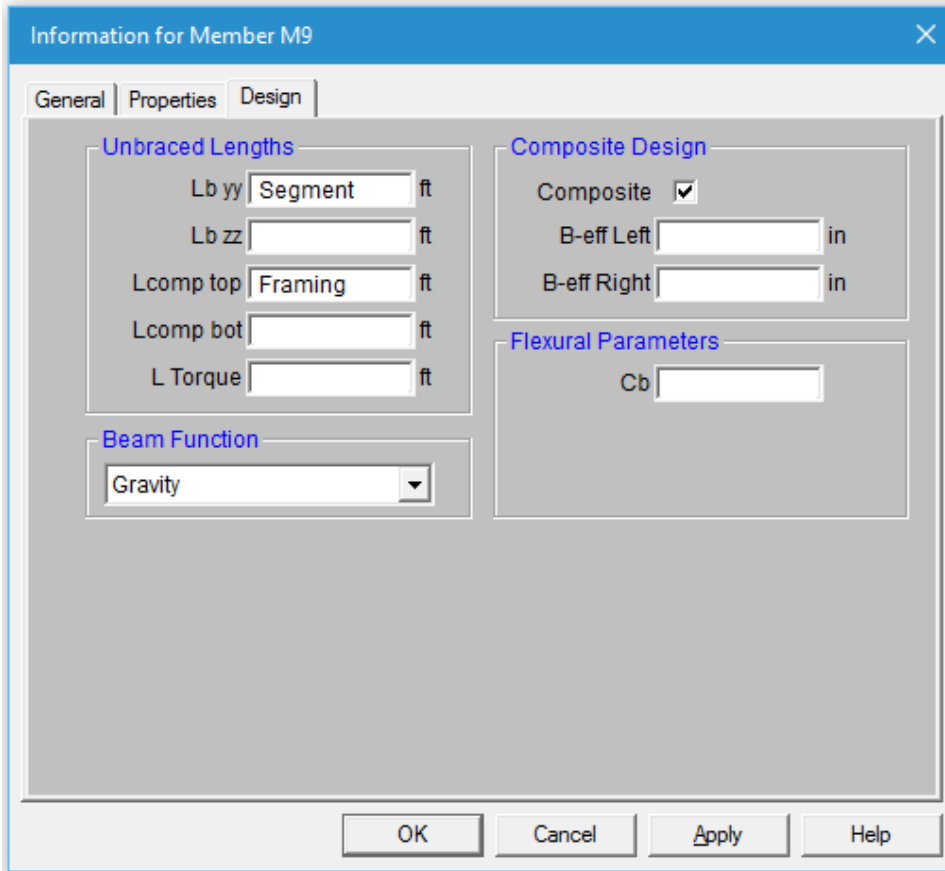 Information for Member M9
General Properties Design
Unbraced Lengths
Lb yy Segment ft
Lb zz ft
Lcomp top Framing ft
Lcomp bot ft
L Torque ft
Beam Function
Gravity
Composite Design
Composite
B-eff Left in
B-eff Right in
Flexural Parameters
Cb
OK Cancel Apply Help